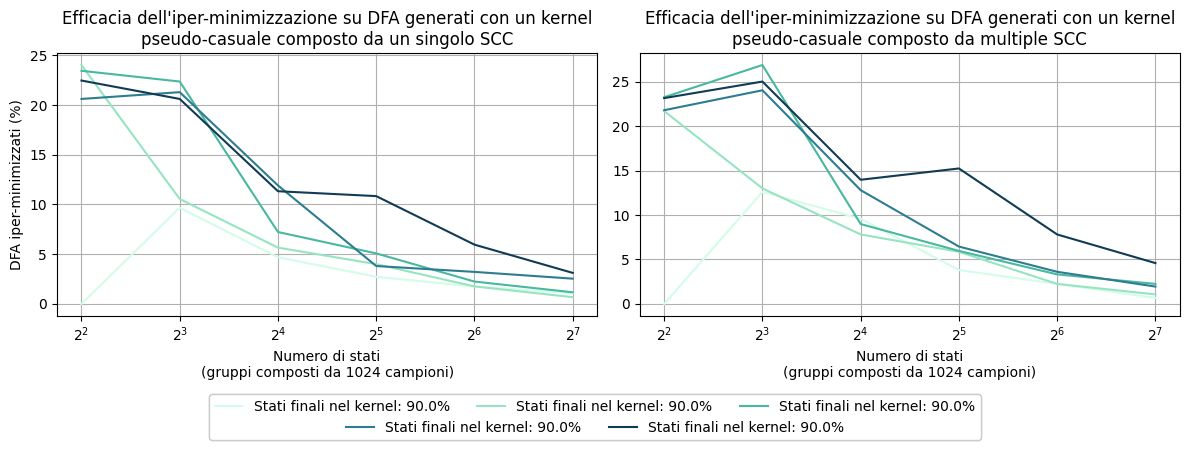 Efficacia dell'iper-minimizzazione su DFA generati con un kernel
pseudo-casuale composto da un singolo SCC
DFA iper-minimizzati (%)
25
20
15
10
5
0
2² 2³ 2⁴ 2⁵ 2⁶ 2⁷
Numero di stati
(gruppi composti da 1024 campioni)
Efficacia dell'iper-minimizzazione su DFA generati con un kernel
pseudo-casuale composto da multiple SCC
25
20
15
10
5
0
2² 2³ 2⁴ 2⁵ 2⁶ 2⁷
Numero di stati
(gruppi composti da 1024 campioni)
Stati finali nel kernel: 90.0% Stati finali nel kernel: 90.0% Stati finali nel kernel: 90.0%
Stati finali nel kernel: 90.0% Stati finali nel kernel: 90.0%